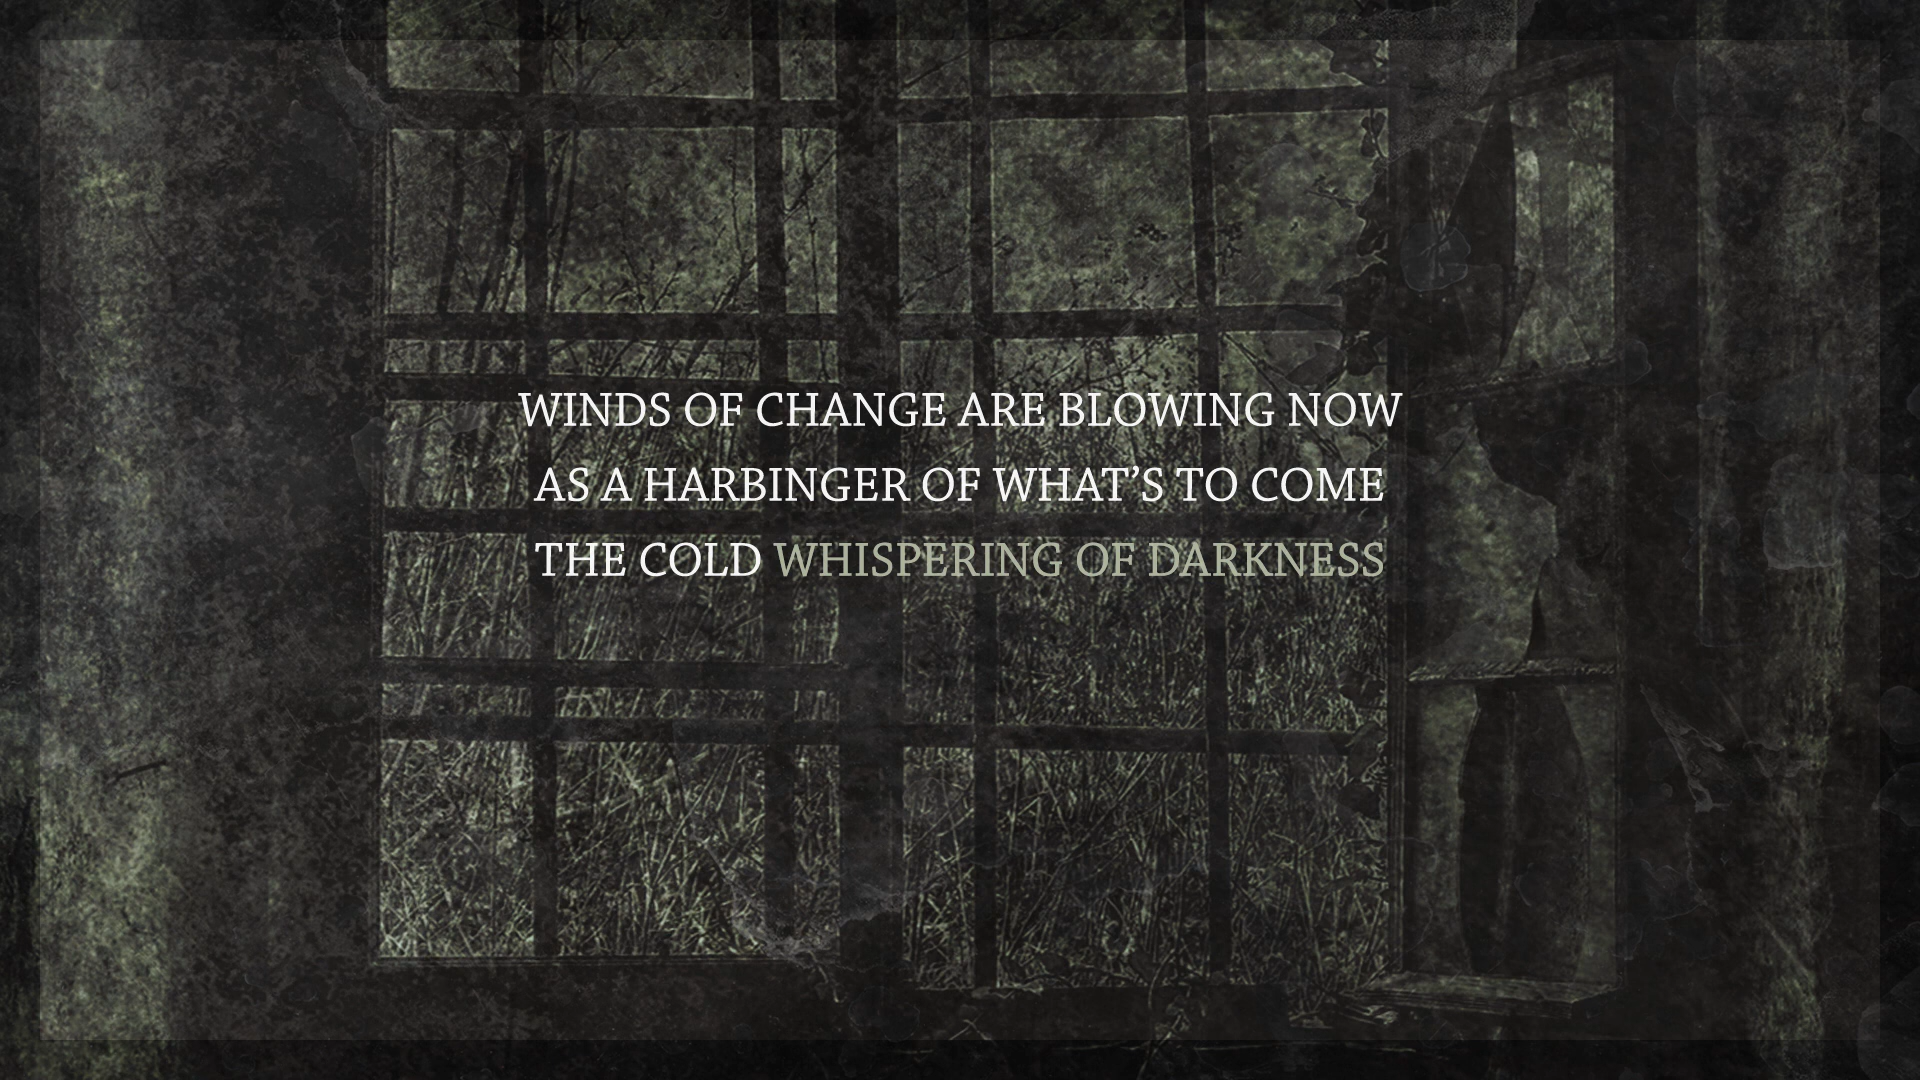 WINDS OF CHANGE ARE BLOWING NOW
AS A HARBINGER OF WHAT’S TO COME
THE COLD WHISPERING OF DARKNESS